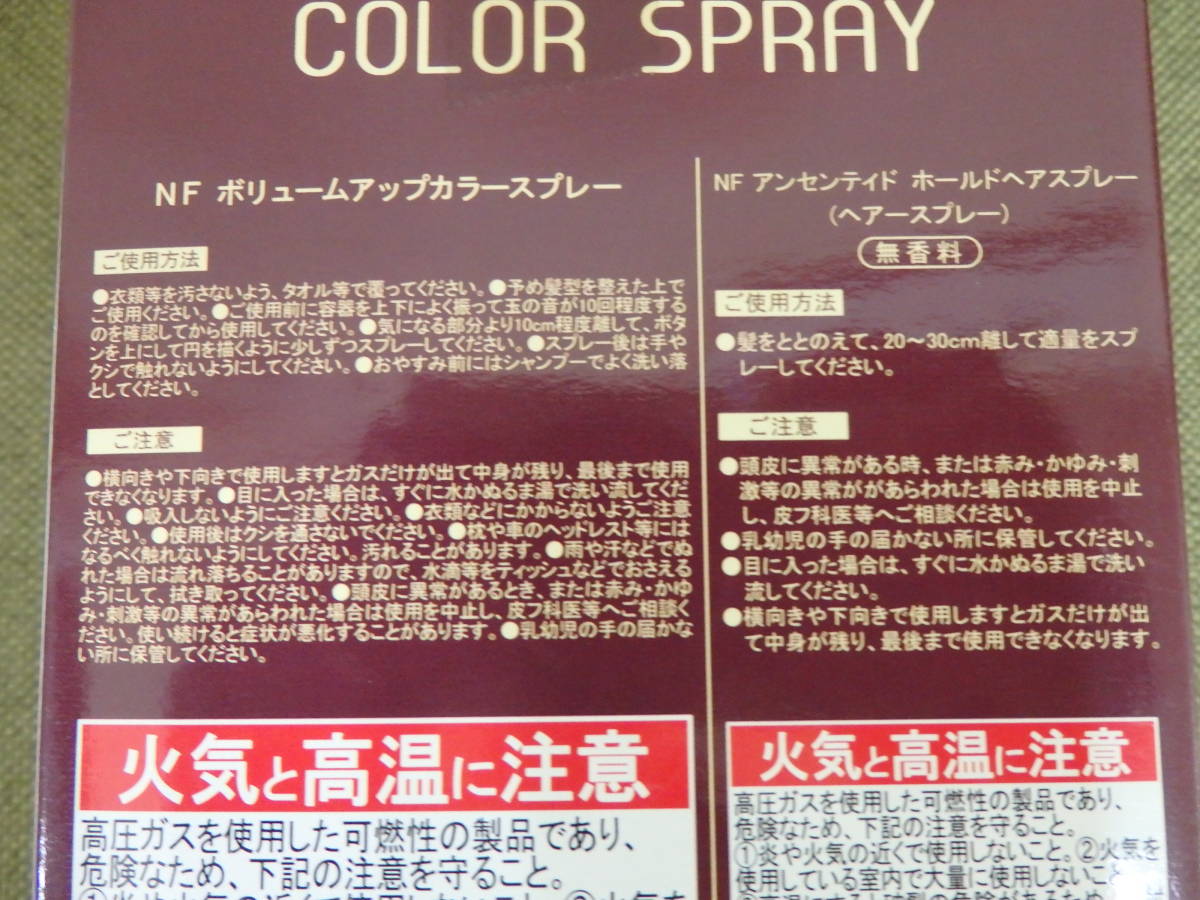 COLOR SPRAY
NF ボリュームアップカラースプレー
ご使用方法
●衣類等を汚さないよう、タオル等で覆ってください。●予め髪型を整えた上で
ご使用ください。●ご使用前に容器を上下によく振って玉の音が10回程度する
のを確認してから使用してください。●気になる部分より10cm程度離して、ボタ
ンを上にして円を描くように少しずつスプレーしてください。●スプレー後は手や
クシで触れないようにしてください。●おやすみ前にはシャンプーでよく洗い落
としてください。
ご注意
●横向きや下向きで使用しますとガスだけが出て中身が残り、最後まで使用
できなくなります。●目に入った場合は、すぐに水かぬるま湯で洗い流してくだ
さい。●吸入しないようにご注意ください。●衣類などにかからないようご注意
ください。●使用後はクシを通さないでください。●枕や車のヘッドレスト等には
なるべく触れないようにしてください。汚れることがあります。●雨や汗などでぬ
れた場合は流れ落ちることがありますので、水滴等をティッシュなどでおさえる
ようにして、拭き取ってください。●頭皮に異常があるとき、または赤み・かゆ
み・刺激等の異常があらわれた場合は使用を中止し、皮フ科医等へご相談く
ださい。使い続けると症状が悪化することがあります。●乳幼児の手の届かな
い所に保管してください。
火気と高温に注意
高圧ガスを使用した可燃性の製品であり、
危険なため、下記の注意を守ること。
①炎や火気の近くで使用しないこと。②火気を
NF アンセンテイド ホールドヘアスプレー
(ヘアースプレー)
無香料
ご使用方法
●髪をととのえて、20〜30cm離して適量をスプ
レーしてください。
ご注意
●頭皮に異常がある時、または赤み・かゆみ・刺
激等の異常ががあらわれた場合は使用を中止
し、皮フ科医等へご相談ください。
●乳幼児の手の届かない所に保管してください。
●目に入った場合は、すぐに水かぬるま湯で洗い
流してください。
●横向きや下向きで使用しますとガスだけが出
て中身が残り、最後まで使用できなくなります。
火気と高温に注意
高圧ガスを使用した可燃性の製品であり、
危険なため、下記の注意を守ること。
①炎や火気の近くで使用しないこと。②火気を
使用している室内で大量に使用しないこと